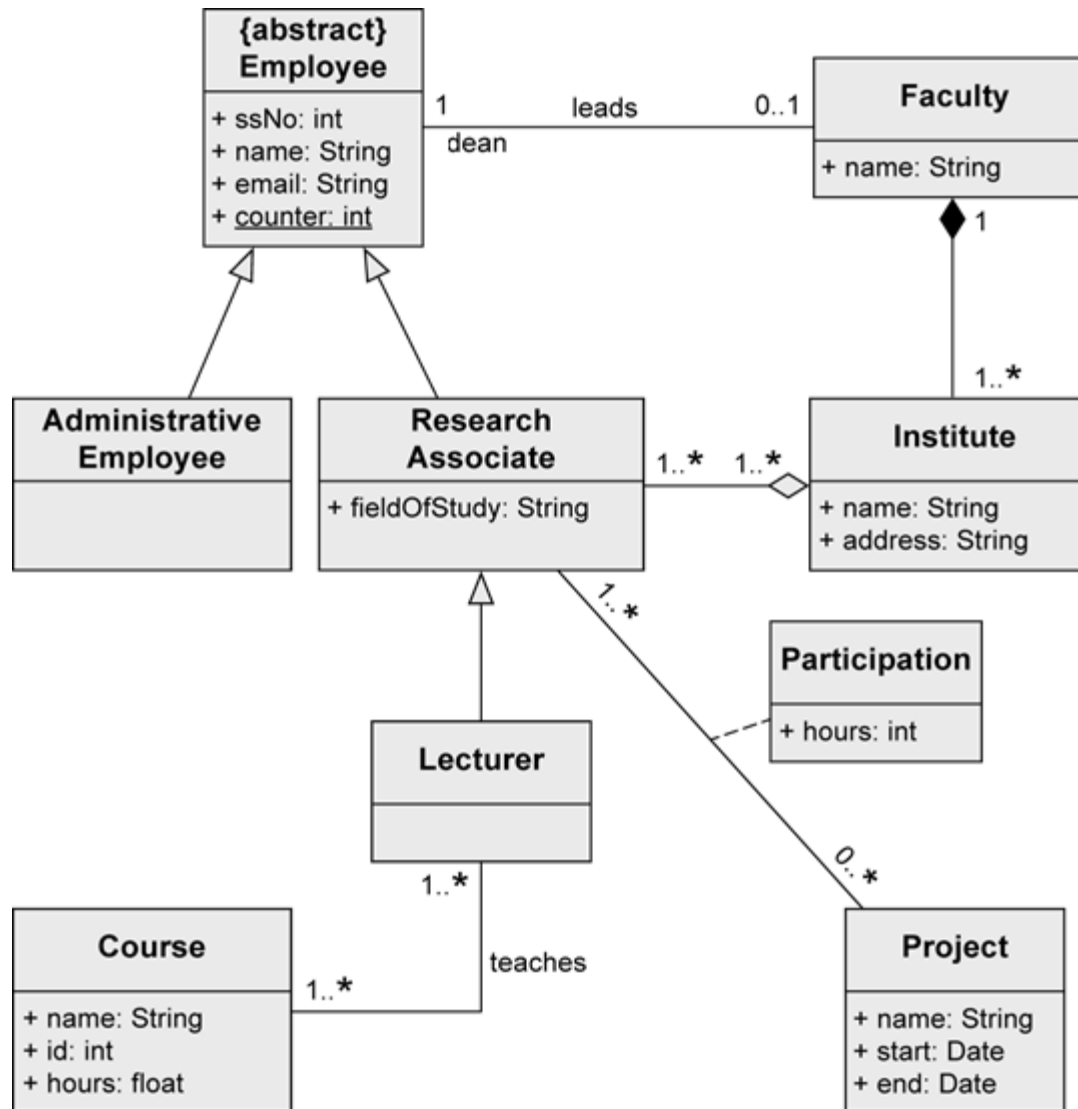 {abstract}
Employee
+ ssNo: int
+ name: String
+ email: String
+ counter: int
1
leads
0..1
dean
Faculty
+ name: String
1
1..*
Administrative
Employee
Research
Associate
+ fieldOfStudy: String
1..*
1..*
Institute
+ name: String
+ address: String
1..*
Participation
+ hours: int
Lecturer
1..*
0..*
teaches
Course
+ name: String
+ id: int
+ hours: float
1..*
Project
+ name: String
+ start: Date
+ end: Date